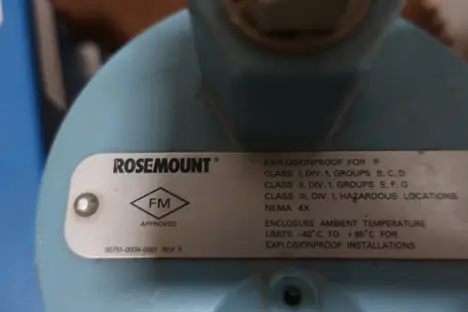 ROSEMOUNT®
FM
APPROVED
00751-0009-0001 REV. F
EXPLOSIONPROOF FOR
CLASS I, DIV. 1, GROUPS B, C, D
CLASS II, DIV. 1, GROUPS E, F, G
CLASS III, DIV. 1, HAZARDOUS LOCATIONS
NEMA 4X
ENCLOSURE AMBIENT TEMPERATURE
LIMITS -40°C TO +85°C FOR
EXPLOSIONPROOF INSTALLATIONS